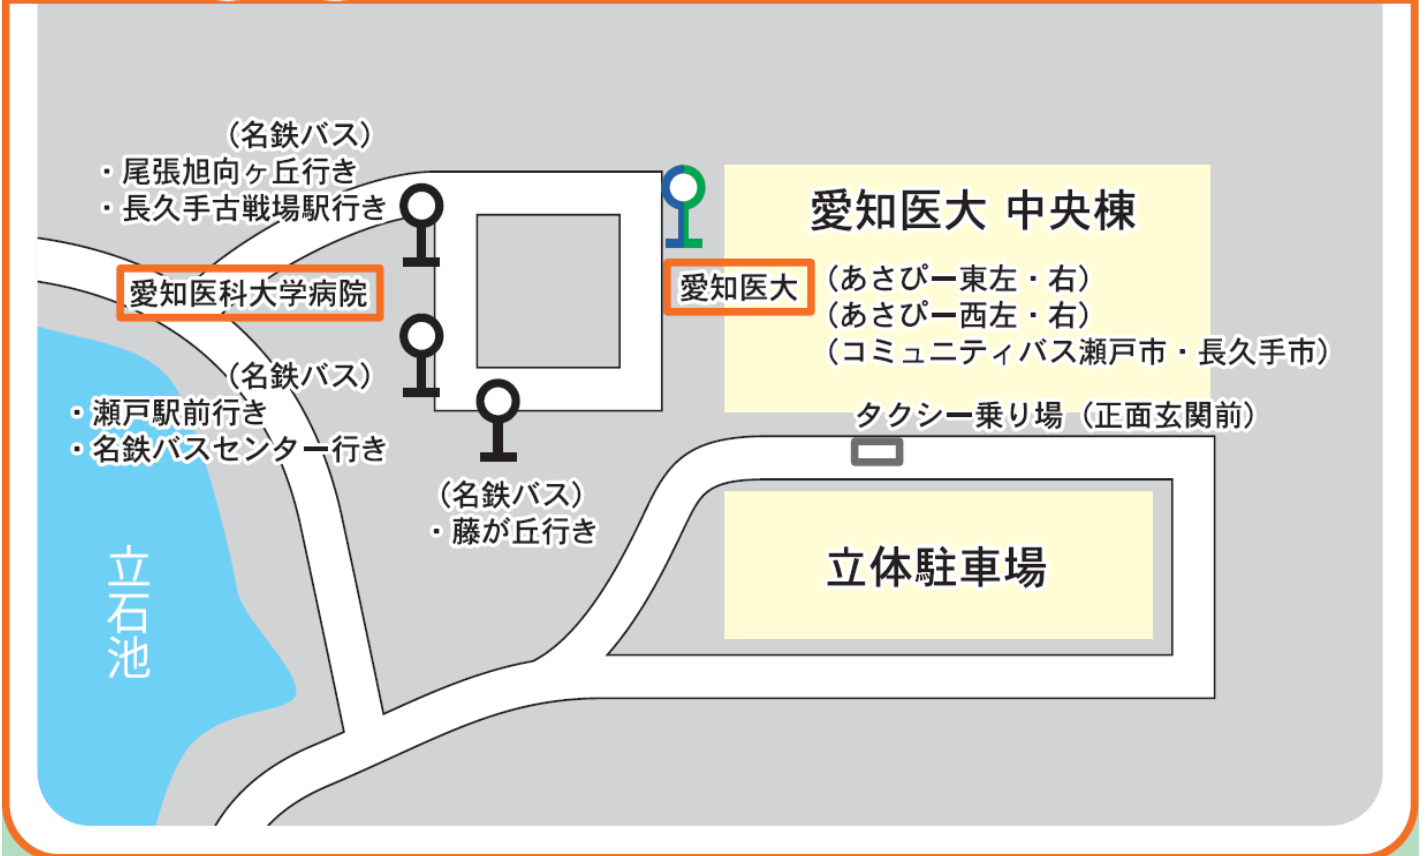 (名鉄バス)
・尾張旭向ヶ丘行き
・長久手古戦場駅行き
愛知医科大学病院
(名鉄バス)
・瀬戸駅前行き
・名鉄バスセンター行き
(名鉄バス)
・藤が丘行き
愛知医大 中央棟
愛知医大
(あさぴー東左・右)
(あさぴー西左・右)
(コミュニティバス瀬戸市・長久手市)
タクシー乗り場(正面玄関前)
立体駐車場
立石池